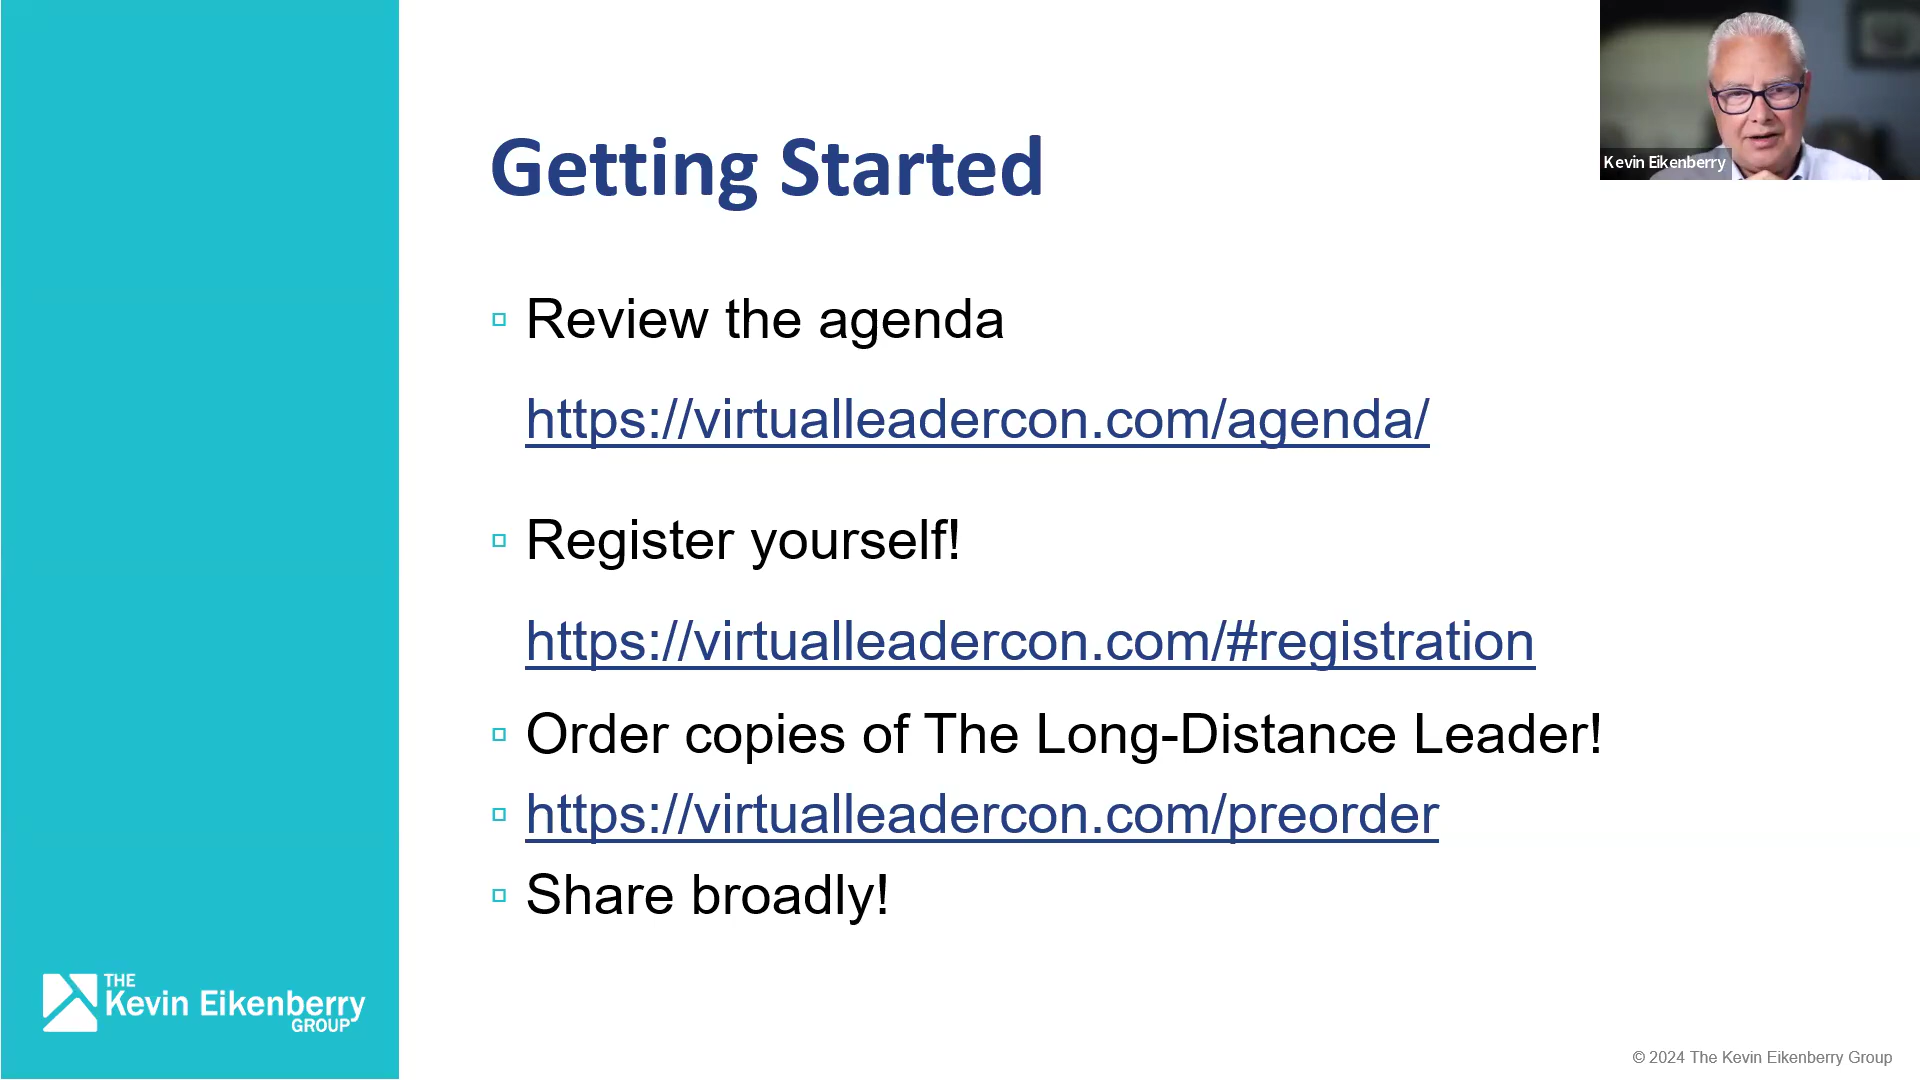 Getting Started
Kevin Eikenberry
Review the agenda
https://virtualleadercon.com/agenda/
Register yourself!
https://virtualleadercon.com/#registration
Order copies of The Long-Distance Leader!
https://virtualleadercon.com/preorder
Share broadly!
THE
Kevin Eikenberry
GROUP
© 2024 The Kevin Eikenberry Group